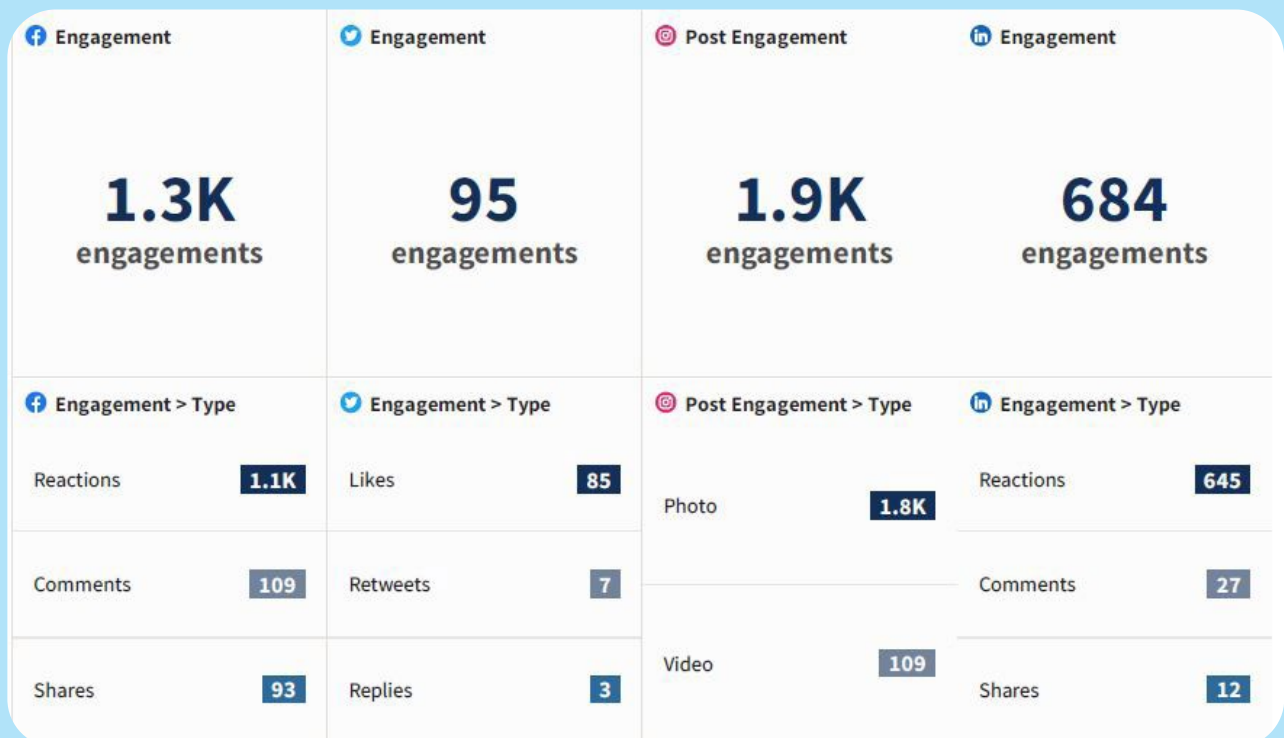 Engagement
1.3K
engagements
Engagement
95
engagements
Post Engagement
1.9K
engagements
Engagement
684
engagements
Engagement > Type
Reactions 1.1K
Comments 109
Shares 93
Engagement > Type
Likes 85
Retweets 7
Replies 3
Post Engagement > Type
Photo 1.8K
Video 109
Engagement > Type
Reactions 645
Comments 27
Shares 12